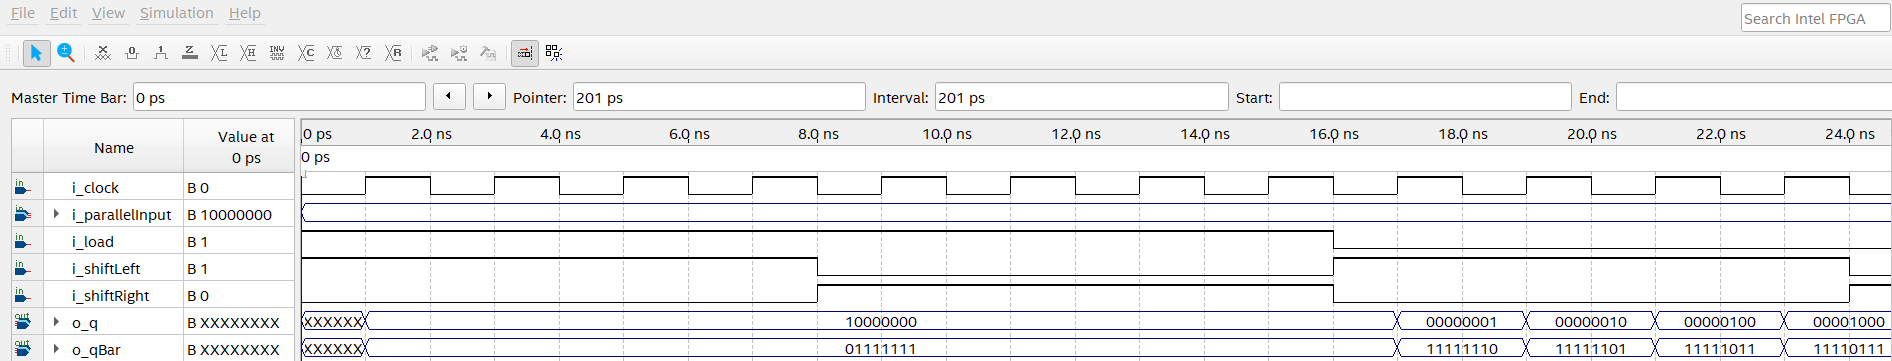 File Edit View Simulation Help
Search Intel FPGA
Master Time Bar: 0 ps Pointer: 201 ps Interval: 201 ps Start: End:
Name Value at 0 ps 0 ps 2.0 ns 4.0 ns 6.0 ns 8.0 ns 10.0 ns 12.0 ns 14.0 ns 16.0 ns 18.0 ns 20.0 ns 22.0 ns 24.0 ns
0 ps
i_clock B 0
i_parallelInput B 10000000
i_load B 1
i_shiftLeft B 1
i_shiftRight B 0
o_q B XXXXXXXX XXXXXX 10000000 00000001 00000010 00000100 00001000
o_qBar B XXXXXXXX XXXXXX 01111111 11111110 11111101 11111011 11110111